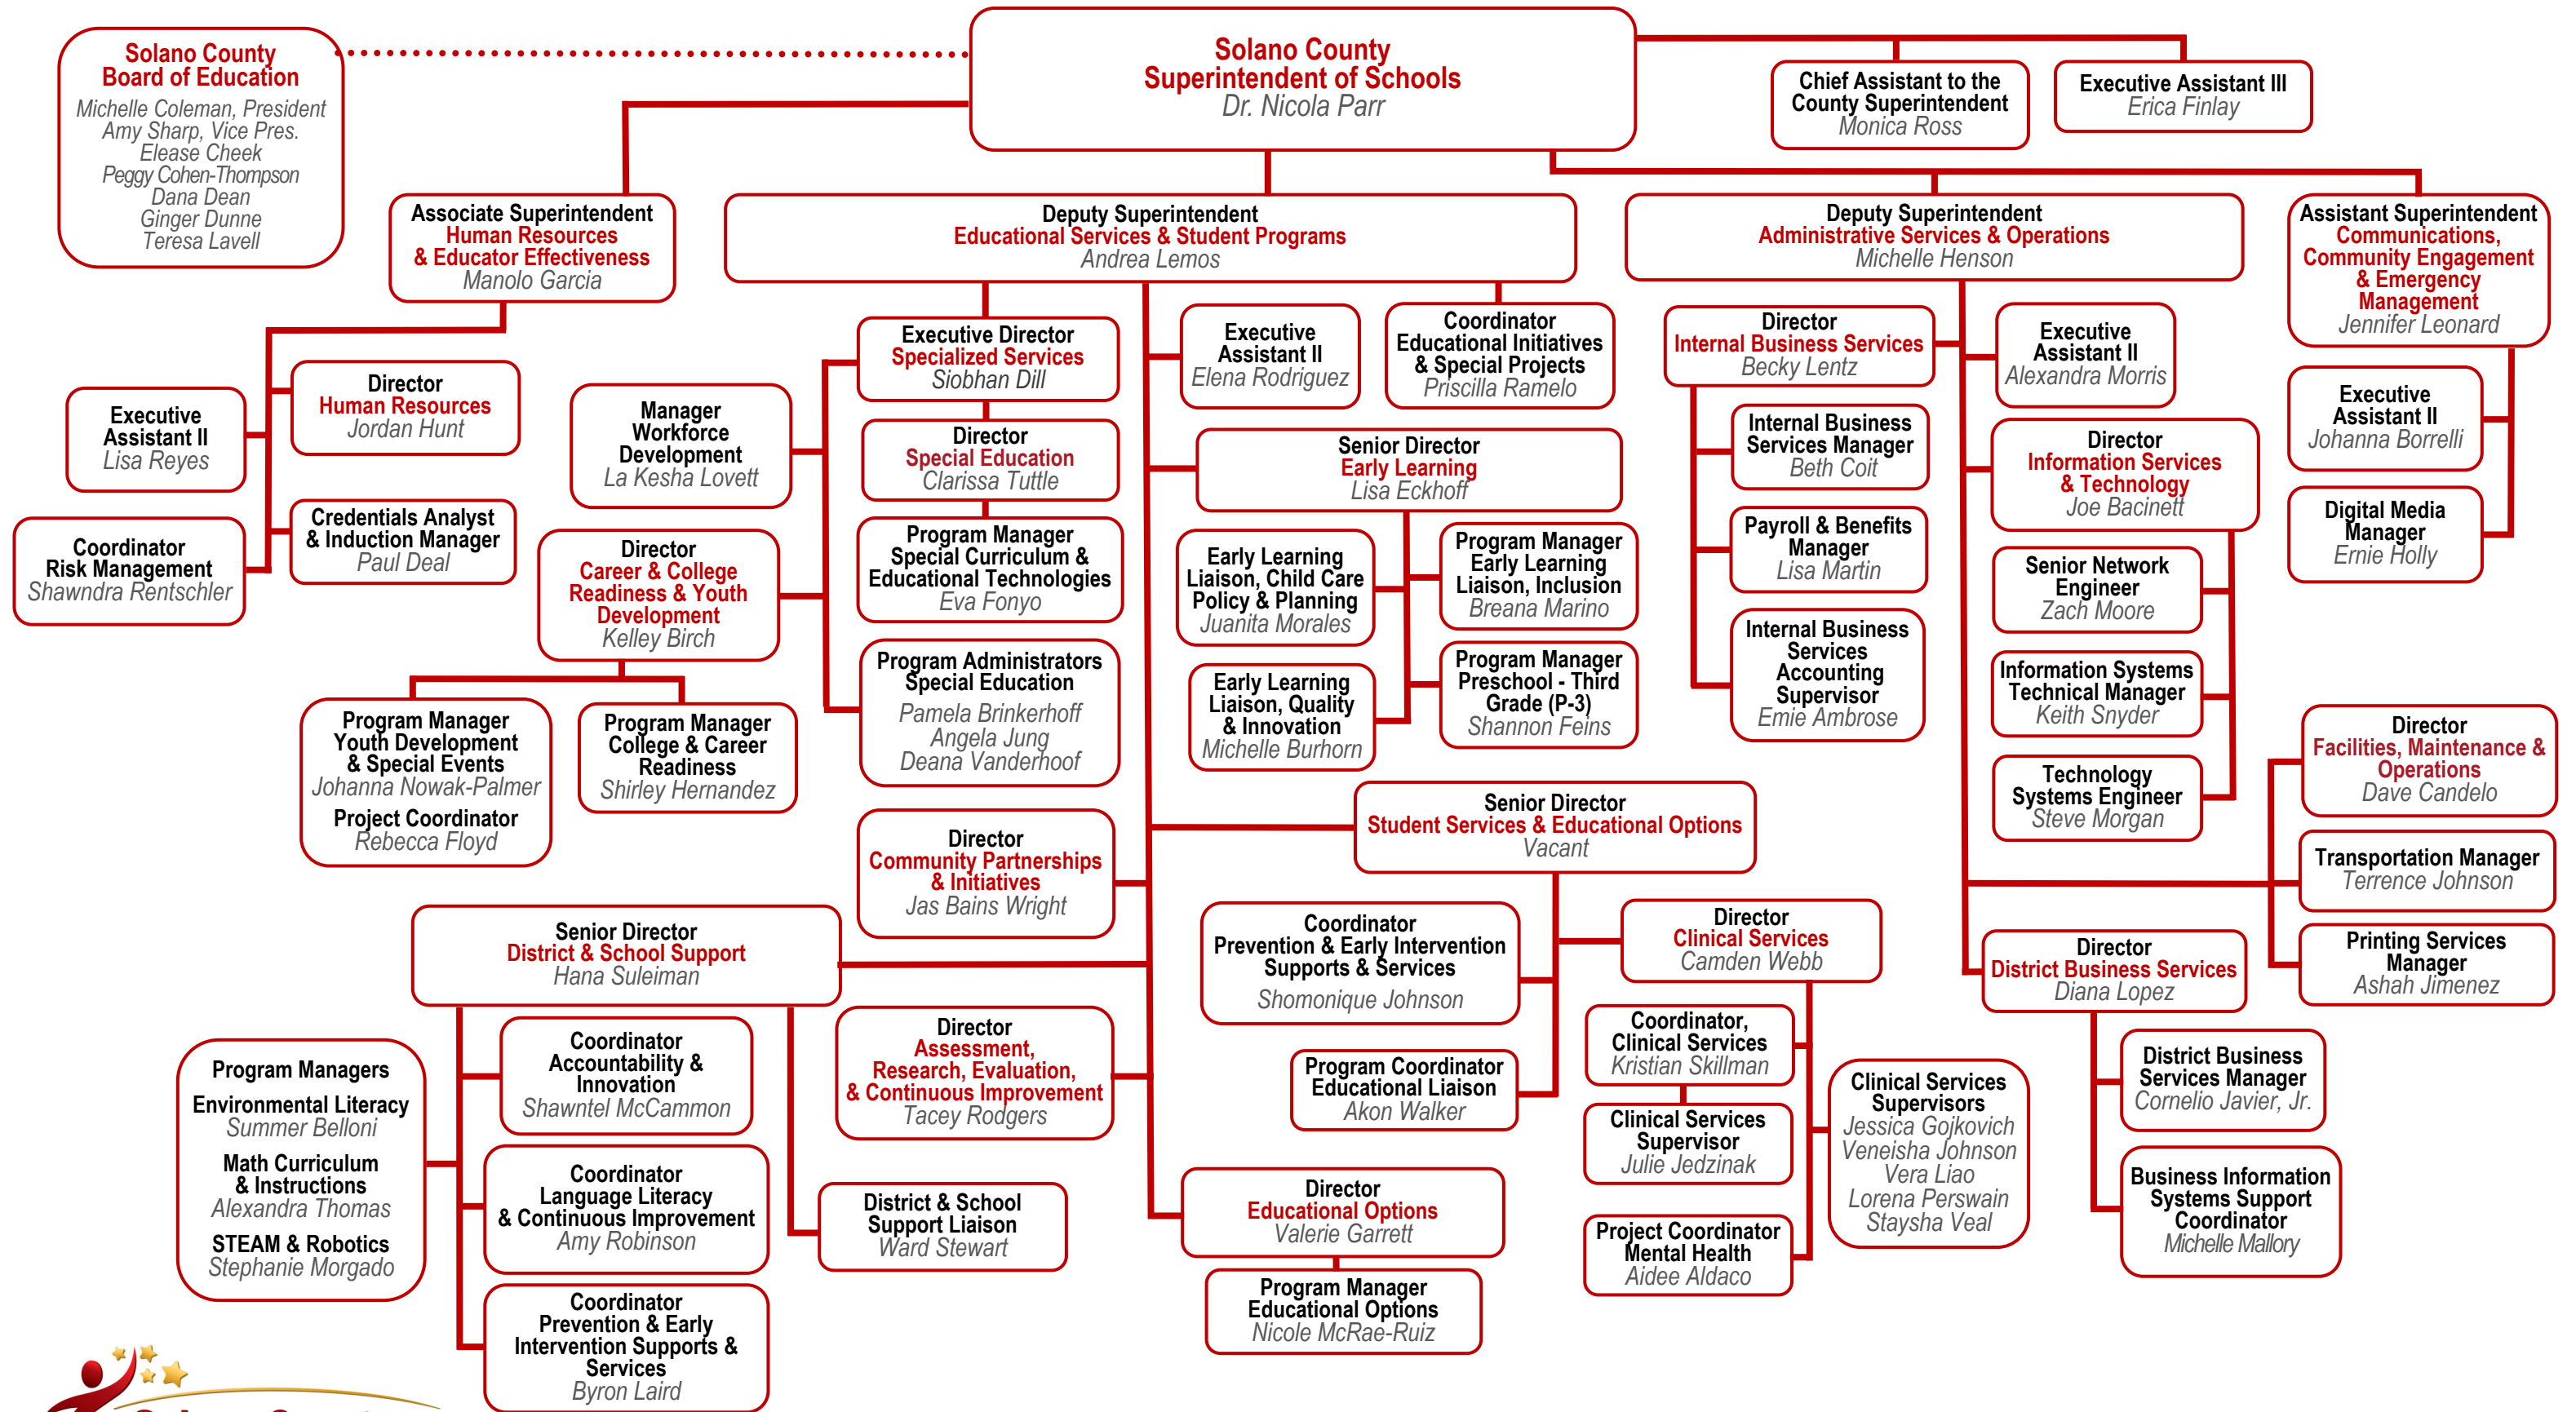 Solano County
Board of Education
Michelle Coleman, President
Amy Sharp, Vice Pres.
Elease Cheek
Peggy Cohen-Thompson
Dana Dean
Ginger Dunne
Teresa Lavell
Solano County
Superintendent of Schools
Dr. Nicola Parr
Chief Assistant to the
County Superintendent
Monica Ross
Executive Assistant III
Erica Finlay
Associate Superintendent
Human Resources
& Educator Effectiveness
Manolo Garcia
Deputy Superintendent
Educational Services & Student Programs
Andrea Lemos
Deputy Superintendent
Administrative Services & Operations
Michelle Henson
Assistant Superintendent
Communications,
Community Engagement
& Emergency
Management
Jennifer Leonard
Executive
Assistant II
Lisa Reyes
Director
Human Resources
Jordan Hunt
Coordinator
Risk Management
Shawndra Rentschler
Credentials Analyst
& Induction Manager
Paul Deal
Manager
Workforce
Development
La Kesha Lovett
Executive Director
Specialized Services
Siobhan Dill
Director
Special Education
Clarissa Tuttle
Program Manager
Special Curriculum &
Educational Technologies
Eva Fonyo
Program Administrators
Special Education
Pamela Brinkerhoff
Angela Jung
Deana Vanderhoof
Director
Career & College
Readiness & Youth
Development
Kelley Birch
Program Manager
Youth Development
& Special Events
Johanna Nowak-Palmer
Project Coordinator
Rebecca Floyd
Program Manager
College & Career
Readiness
Shirley Hernandez
Executive
Assistant II
Elena Rodriguez
Coordinator
Educational Initiatives
& Special Projects
Priscilla Ramelo
Senior Director
Early Learning
Lisa Eckhoff
Early Learning
Liaison, Child Care
Policy & Planning
Juanita Morales
Program Manager
Early Learning
Liaison, Inclusion
Breana Marino
Early Learning
Liaison, Quality
& Innovation
Michelle Burhorn
Program Manager
Preschool - Third
Grade (P-3)
Shannon Feins
Director
Internal Business Services
Becky Lentz
Internal Business
Services Manager
Beth Coit
Payroll & Benefits
Manager
Lisa Martin
Internal Business
Services
Accounting
Supervisor
Emie Ambrose
Executive
Assistant II
Alexandra Morris
Director
Information Services
& Technology
Joe Bacinett
Senior Network
Engineer
Zach Moore
Information Systems
Technical Manager
Keith Snyder
Technology
Systems Engineer
Steve Morgan
Executive
Assistant II
Johanna Borrelli
Digital Media
Manager
Ernie Holly
Director
Facilities, Maintenance &
Operations
Dave Candelo
Transportation Manager
Terrence Johnson
Printing Services
Manager
Ashah Jimenez
Director
District Business Services
Diana Lopez
District Business
Services Manager
Cornelio Javier, Jr.
Business Information
Systems Support
Coordinator
Michelle Mallory
Director
Community Partnerships
& Initiatives
Jas Bains Wright
Senior Director
Student Services & Educational Options
Vacant
Coordinator
Prevention & Early Intervention
Supports & Services
Shomonique Johnson
Program Coordinator
Educational Liaison
Akon Walker
Director
Clinical Services
Camden Webb
Coordinator,
Clinical Services
Kristian Skillman
Clinical Services
Supervisor
Julie Jedzinak
Project Coordinator
Mental Health
Aidee Aldaco
Clinical Services
Supervisors
Jessica Gojkovich
Veneisha Johnson
Vera Liao
Lorena Perswain
Staysha Veal
Senior Director
District & School Support
Hana Suleiman
Program Managers
Environmental Literacy
Summer Belloni
Math Curriculum
& Instructions
Alexandra Thomas
STEAM & Robotics
Stephanie Morgado
Coordinator
Accountability &
Innovation
Shawntel McCammon
Coordinator
Language Literacy
& Continuous Improvement
Amy Robinson
Coordinator
Prevention & Early
Intervention Supports &
Services
Byron Laird
District & School
Support Liaison
Ward Stewart
Director
Assessment,
Research, Evaluation,
& Continuous Improvement
Tacey Rodgers
Director
Educational Options
Valerie Garrett
Program Manager
Educational Options
Nicole McRae-Ruiz